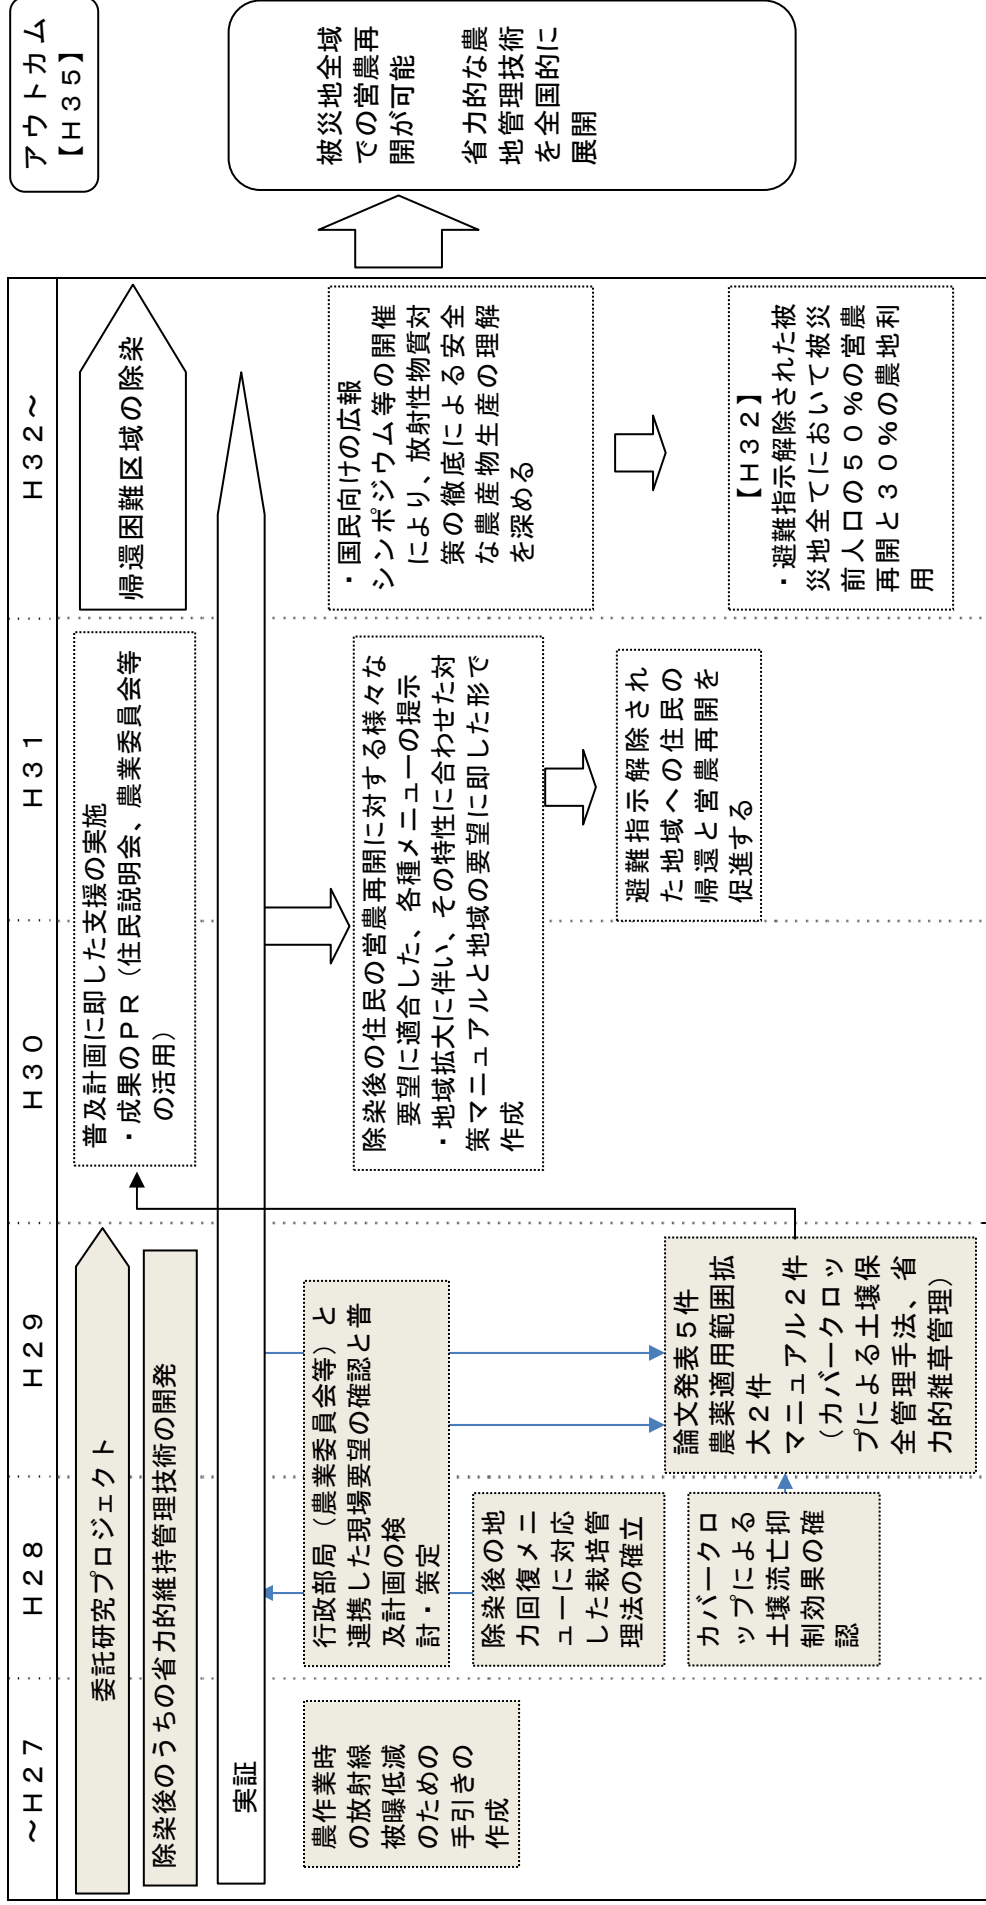 ～Ｈ２７
Ｈ２８
Ｈ２９
Ｈ３０
Ｈ３１
Ｈ３２～
アウトカム
【Ｈ３５】
委託研究プロジェクト
除染後のうちの省力的維持管理技術の開発
実証
農作業時
の放射線
被曝低減
のための
手引きの
作成
行政部局（農業委員会等）と
連携した現場要望の確認と普
及計画の検
討・策定
除染後の地
力回復メニ
ューに対応
した栽培管
理法の確立
カバークロ
ップによる
土壌流亡抑
制効果の確
認
論文発表５件
農薬適用範囲拡
大２件
マニュアル２件
（カバークロッ
プによる土壌保
全管理手法、省
力的雑草管理）
普及計画に即した支援の実施
・成果のＰＲ（住民説明会、農業委員会等
の活用）
除染後の住民の営農再開に対する様々な
要望に適合した、各種メニューの提示
・地域拡大に伴い、その特性に合わせた対
策マニュアルと地域の要望に即した形で
作成
避難指示解除され
た地域への住民の
帰還と営農再開を
促進する
帰還困難区域の除染
・国民向けの広報
シンポジウム等の開催
により、放射性物質対
策の徹底による安全
な農産物生産の理解
を深める
【Ｈ３２】
・避難指示解除された被
災地全てにおいて被災
前人口の５０％の営農
再開と３０％の農地利
用
被災地全域
での営農再
開が可能
省力的な農
地管理技術
を全国的に
展開